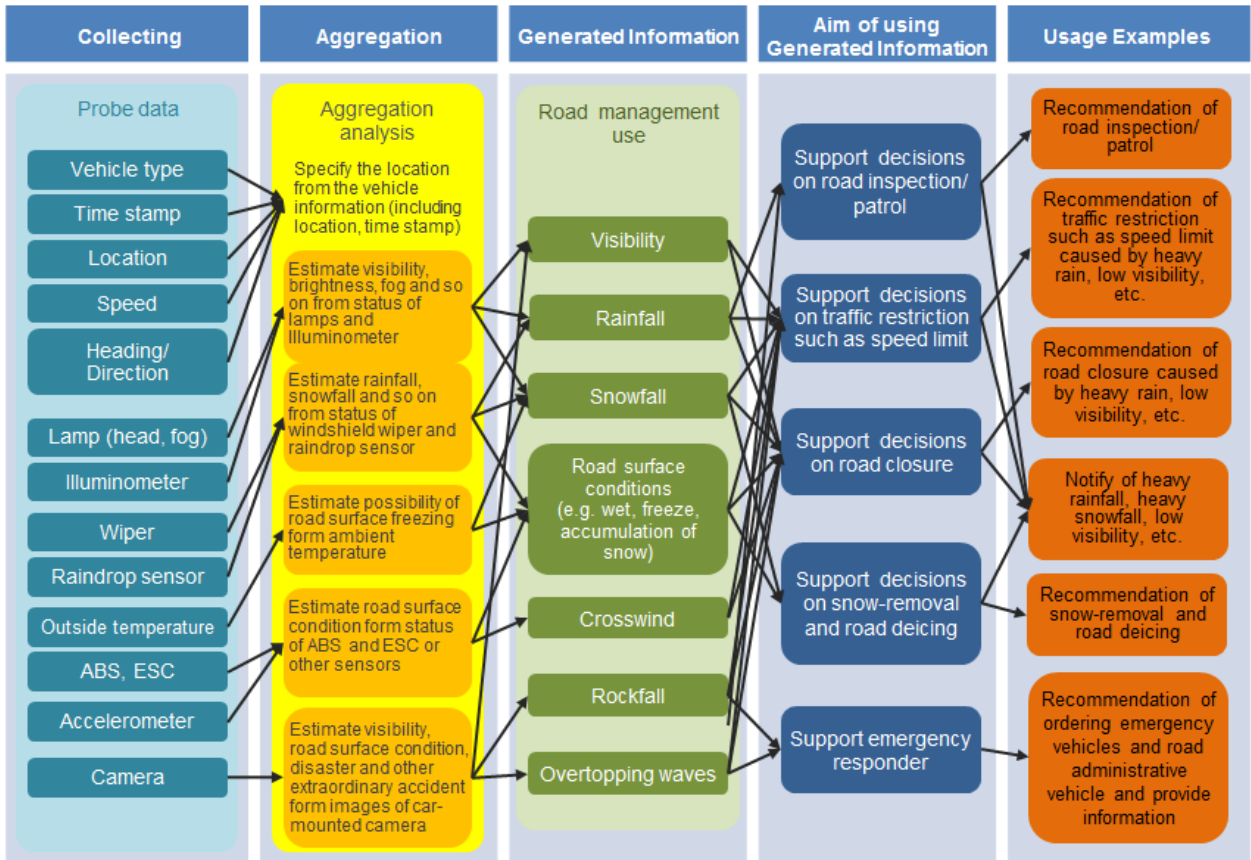 Collecting
Aggregation
Generated Information
Aim of using
Generated Information
Usage Examples
Probe data
Vehicle type
Time stamp
Location
Speed
Heading/
Direction
Lamp (head, fog)
Illuminometer
Wiper
Raindrop sensor
Outside temperature
ABS, ESC
Accelerometer
Camera
Aggregation
analysis
Specify the location
from the vehicle
information (including
location, time stamp)
Estimate visibility,
brightness, fog and so
on from status of
lamps and
Illuminometer
Estimate rainfall,
snowfall and so on
from status of
windshield wiper and
raindrop sensor
Estimate possibility of
road surface freezing
form ambient
temperature
Estimate road surface
condition form status
of ABS and ESC or
other sensors
Estimate visibility,
road surface condition,
disaster and other
extraordinary accident
form images of car-
mounted camera
Road management
use
Visibility
Rainfall
Snowfall
Road surface
conditions
(e.g. wet, freeze,
accumulation of
snow)
Crosswind
Rockfall
Overtopping waves
Support decisions
on road inspection/
patrol
Support decisions
on traffic restriction
such as speed limit
Support decisions
on road closure
Support decisions
on snow-removal
and road deicing
Support emergency
responder
Recommendation of
road inspection/
patrol
Recommendation of
traffic restriction
such as speed limit
caused by heavy
rain, low visibility,
etc.
Recommendation of
road closure caused
by heavy rain, low
visibility, etc.
Notify of heavy
rainfall, heavy
snowfall, low
visibility, etc.
Recommendation of
snow-removal and
road deicing
Recommendation of
ordering emergency
vehicles and road
administrative
vehicle and provide
information